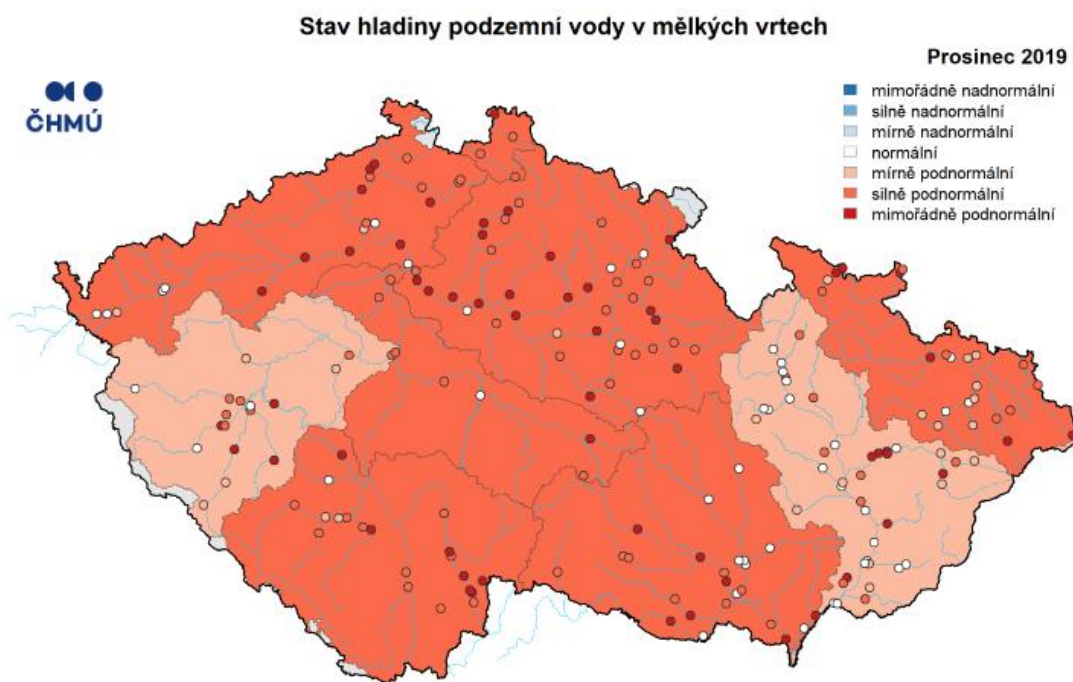 Stav hladiny podzemní vody v mělkých vrtech
Prosinec 2019
ČHMÚ
mimořádně nadnormální
silně nadnormální
mírně nadnormální
normální
mírně podnormální
silně podnormální
mimořádně podnormální